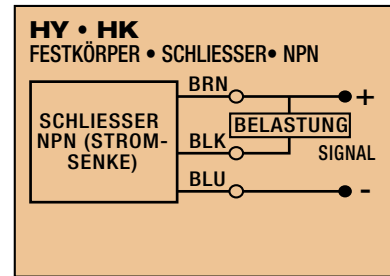 HY • HK
FESTKÖRPER • SCHLIESSER• NPN
BRN
+
SCHLIESSER
NPN (STROM-
SENKE)
BELASTUNG
BLK
SIGNAL
BLU
-